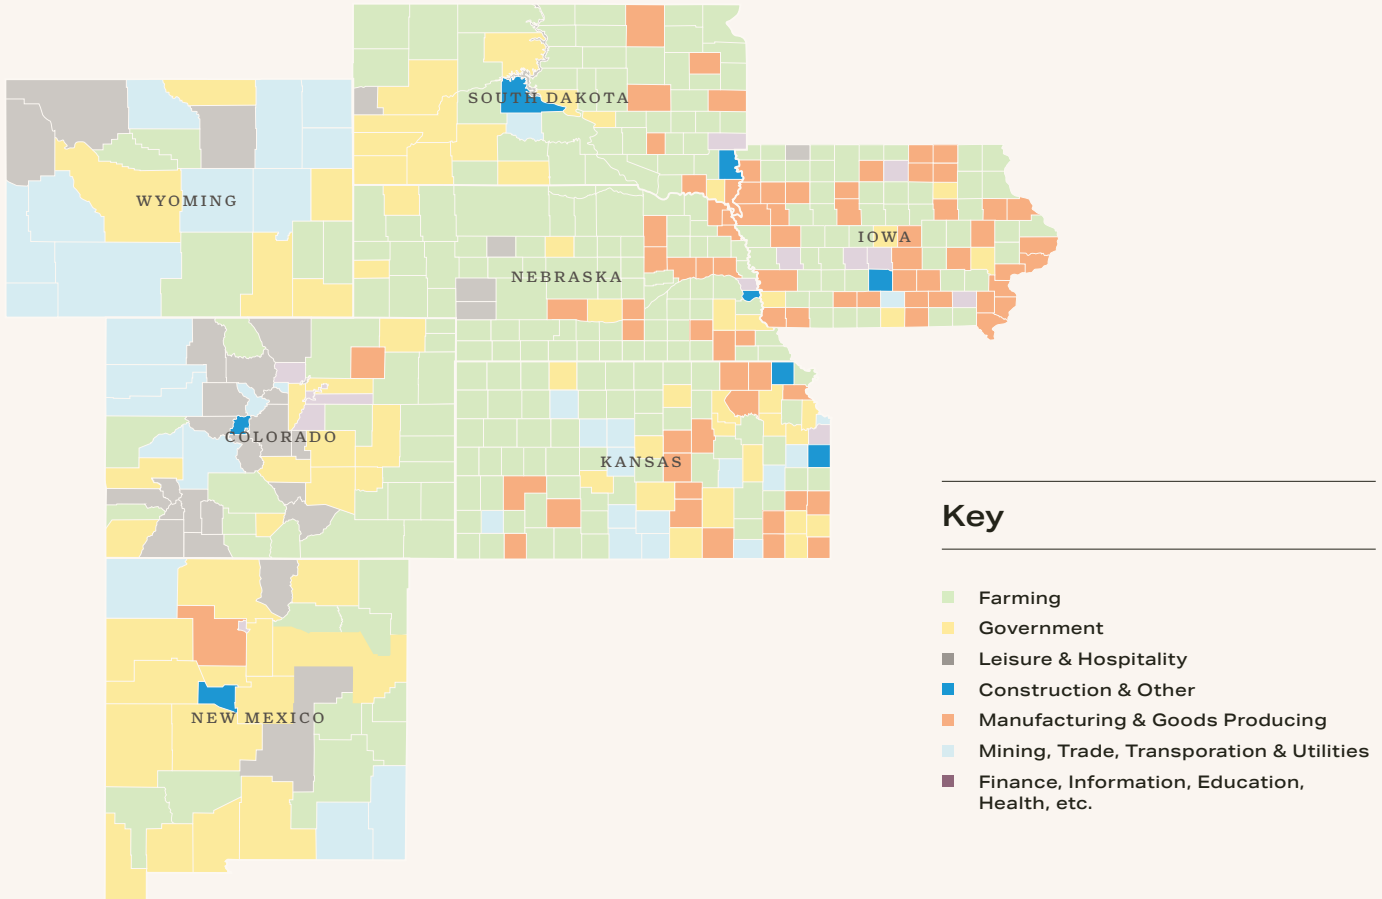 SOUTH DAKOTA
WYOMING
IOWA
NEBRASKA
COLORADO
KANSAS
NEW MEXICO
Key
Farming
Government
Leisure & Hospitality
Construction & Other
Manufacturing & Goods Producing
Mining, Trade, Transporation & Utilities
Finance, Information, Education,
Health, etc.